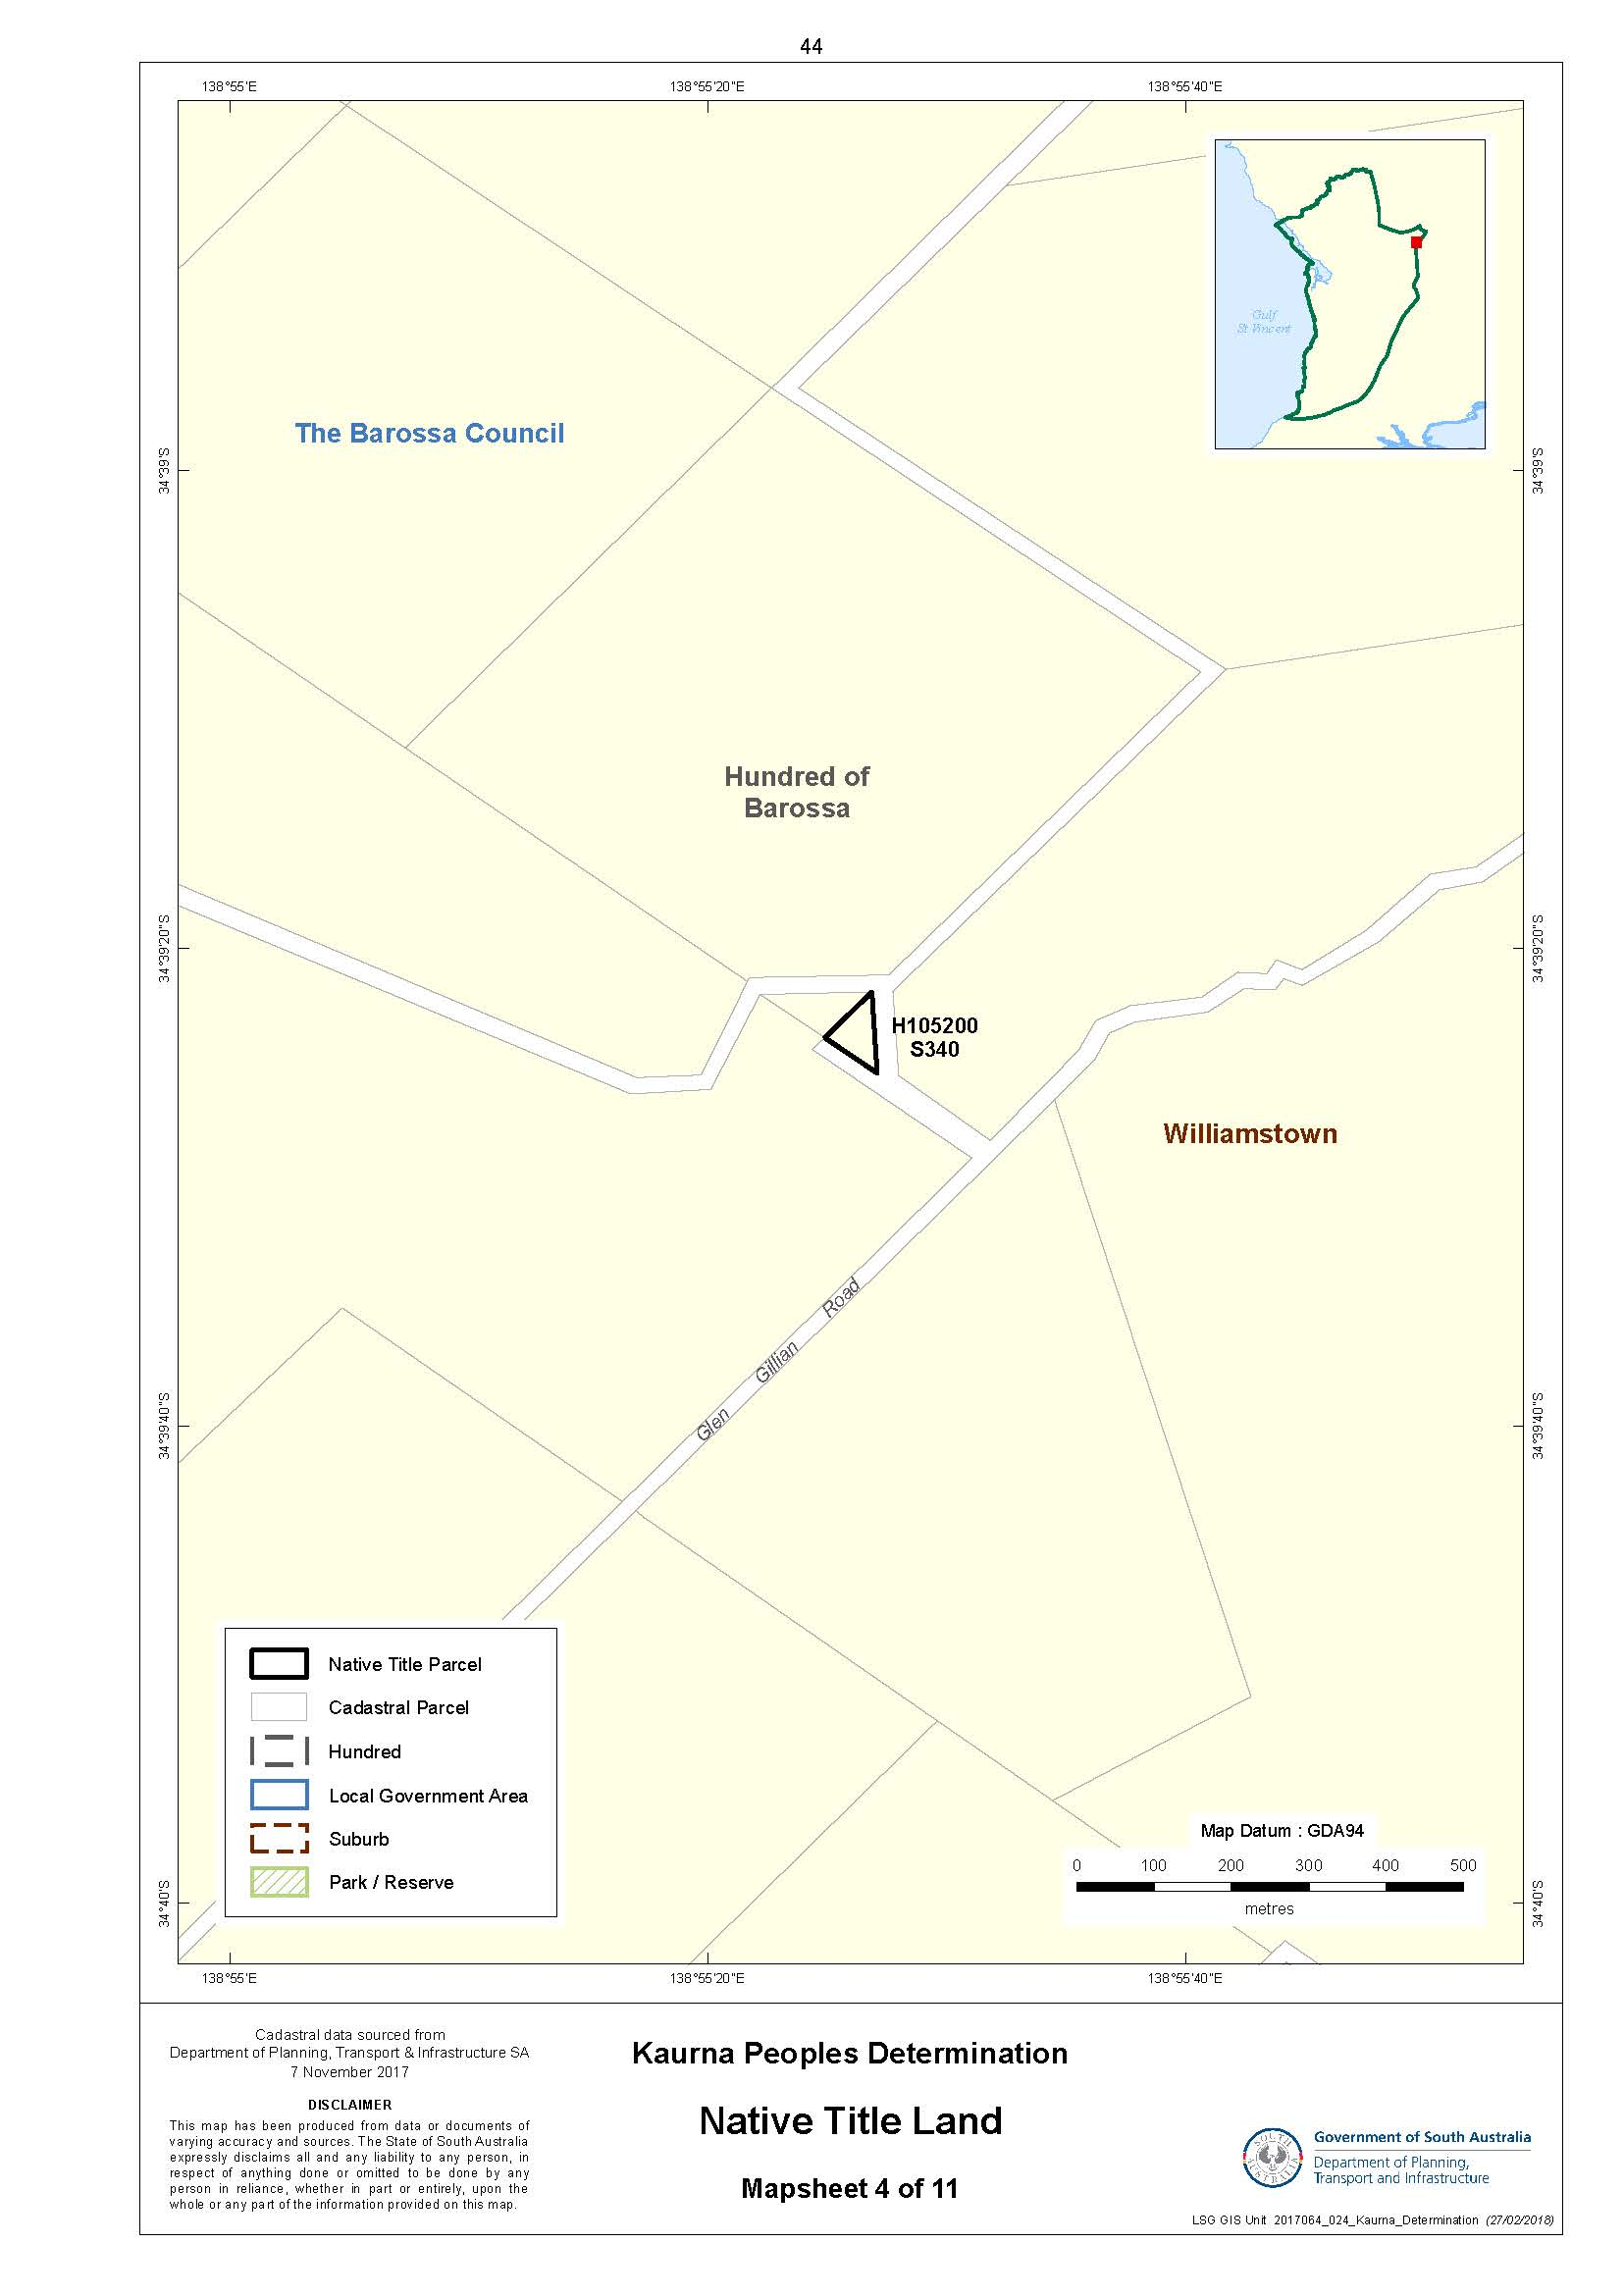 44
138°55'E
138°55'20"E
138°55'40"E
Gulf
St Vincent
The Barossa Council
34°39'S
34°39'S
Hundred of
Barossa
34°39'20"S
34°39'20"S
H105200
S340
Williamstown
Glen Gillian Road
34°39'40"S
34°39'40"S
Native Title Parcel
Cadastral Parcel
Hundred
Local Government Area
Suburb
Park / Reserve
Map Datum : GDA94
0 100 200 300 400 500
metres
34°40'S
34°40'S
138°55'E
138°55'20"E
138°55'40"E
Cadastral data sourced from
Department of Planning, Transport & Infrastructure SA
7 November 2017
DISCLAIMER
This map has been produced from data or documents of
varying accuracy and sources. The State of South Australia
expressly disclaims all and any liability to any person, in
respect of anything done or omitted to be done by any
person in reliance, whether in part or entirely, upon the
whole or any part of the information provided on this map.
Kaurna Peoples Determination
Native Title Land
Mapsheet 4 of 11
SOUTH
AUSTRALIA
Government of South Australia
Department of Planning,
Transport and Infrastructure
LSG GIS Unit 2017064_024_Kaurna_Determination (27/02/2018)